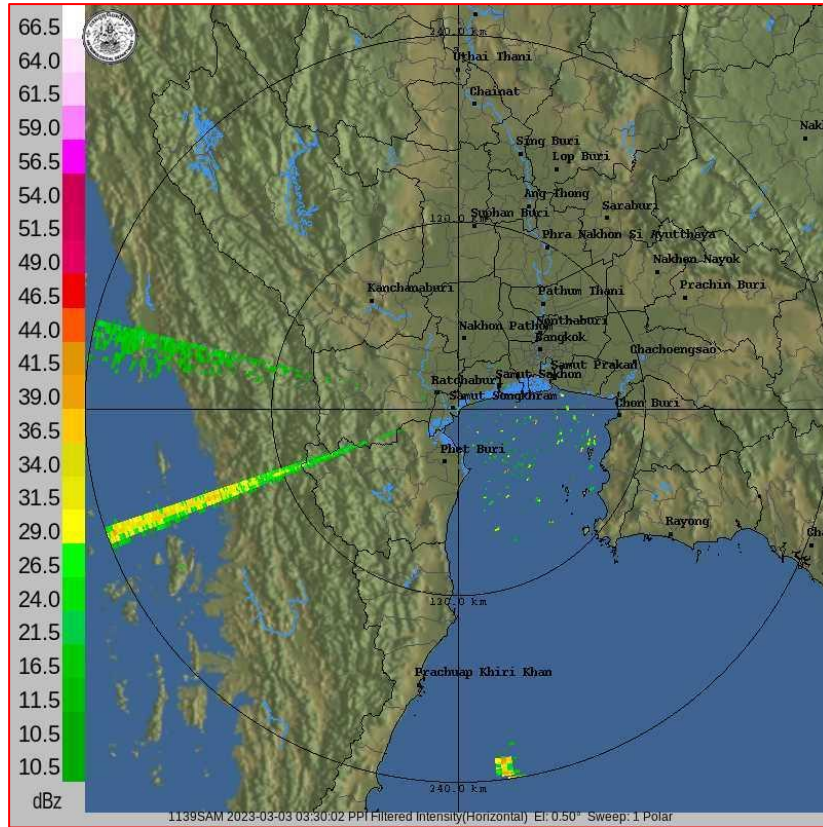 66.5
64.0
61.5
59.0
56.5
54.0
51.5
49.0
46.5
44.0
41.5
39.0
36.5
34.0
31.5
29.0
26.5
24.0
21.5
16.5
11.5
10.5
10.5
dBz
240.0 km
Uthai Thani
Chainat
Sing Buri
Lop Buri
Ang Thong
Suphan Buri
Saraburi
120.0 km
Phra Nakhon Si Ayutthaya
Nakhon Nayok
Kanchanaburi
Pathum Thani
Prachin Buri
Nakhon Pathom
Nonthaburi
Bangkok
Chachoengsao
Samut Prakan
Samut Sakhon
Ratchaburi
Samut Songkhram
Chon Buri
Phet Buri
Rayong
120.0 km
Prachuap Khiri Khan
240.0 km
1139SAM 2023-03-03 03:30:02 PPI Filtered Intensity(Horizontal) El: 0.50° Sweep: 1 Polar